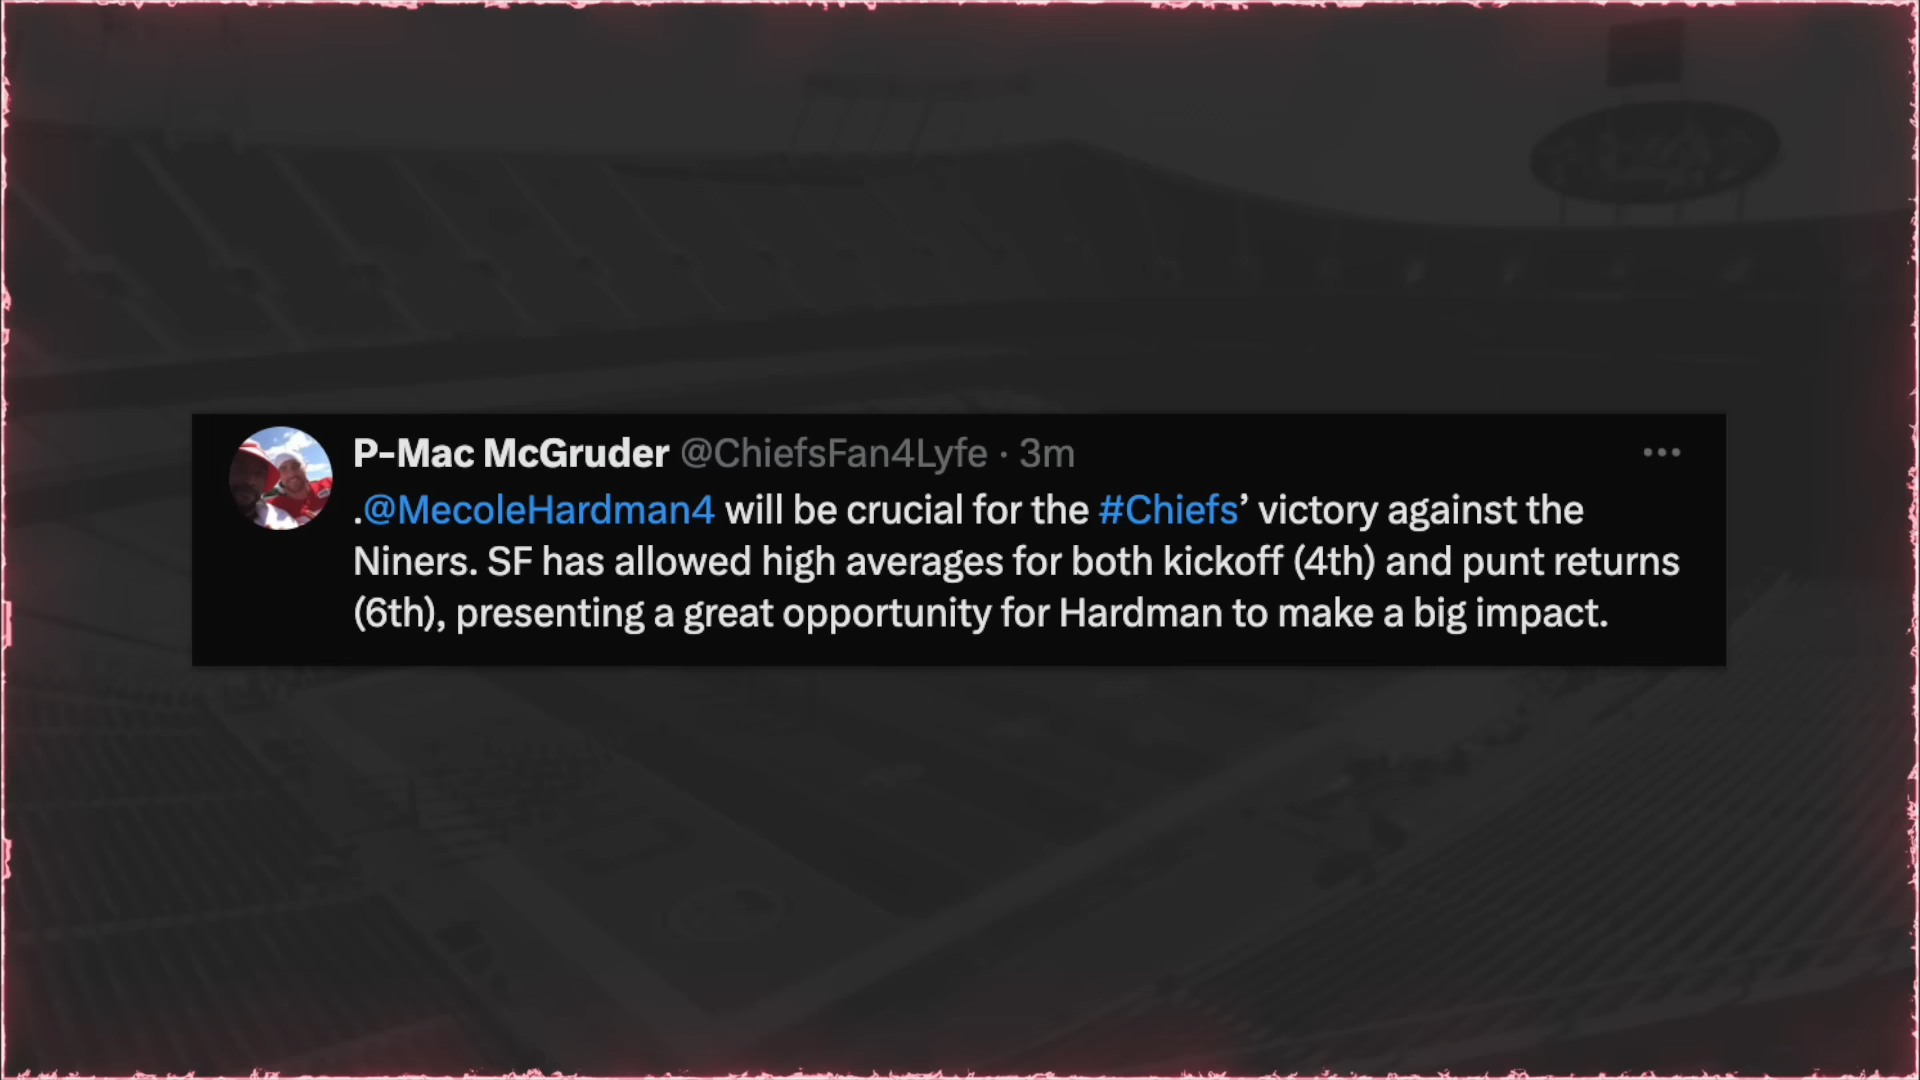 P-Mac McGruder @ChiefsFan4Lyfe · 3m
.@MecoleHardman4 will be crucial for the #Chiefs’ victory against the
Niners. SF has allowed high averages for both kickoff (4th) and punt returns
(6th), presenting a great opportunity for Hardman to make a big impact.